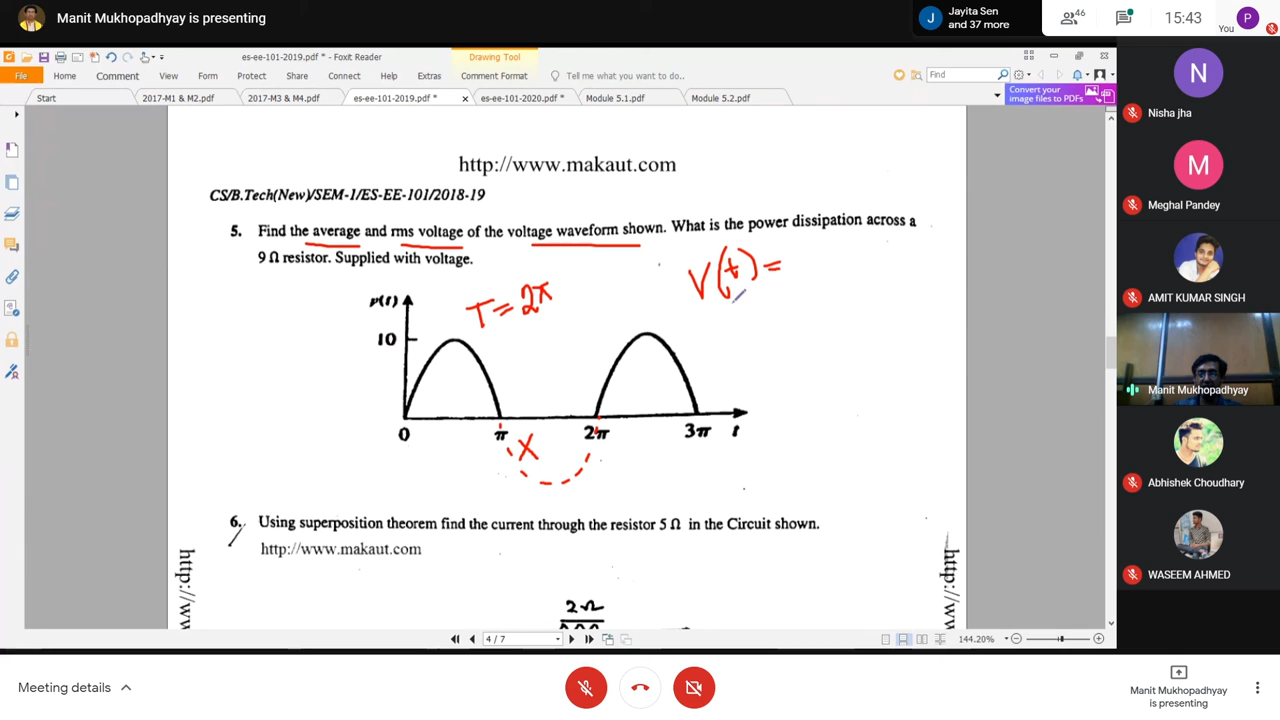 Manit Mukhopadhyay is presenting
J Jayita Sen and 37 more
46
15:43
You
P
es-ee-101-2019.pdf * - Foxit Reader
Drawing Tool
File Home Comment View Form Protect Share Connect Help Extras Comment Format Tell me what you want to do.. Find
Start 2017-M1 & M2.pdf 2017-M3 & M4.pdf es-ee-101-2019.pdf * es-ee-101-2020.pdf * Module 5.1.pdf Module 5.2.pdf
Convert your image files to PDFs
http://www.makaut.com
CS/B.Tech(New)/SEM-1/ES-EE-101/2018-19
5. Find the average and rms voltage of the voltage waveform shown. What is the power dissipation across a
9 Ω resistor. Supplied with voltage.
V(t) =
v(t)
T = 2π
10
0 π 2π 3π t
X
6. Using superposition theorem find the current through the resistor 5 Ω in the Circuit shown.
http://www.makaut.com
http://ww
http://ww
2Ω
4 / 7
144.20%
N
Nisha jha
M
Meghal Pandey
AMIT KUMAR SINGH
Manit Mukhopadhyay
Abhishek Choudhary
WASEEM AHMED
Meeting details
Manit Mukhopadhyay
is presenting